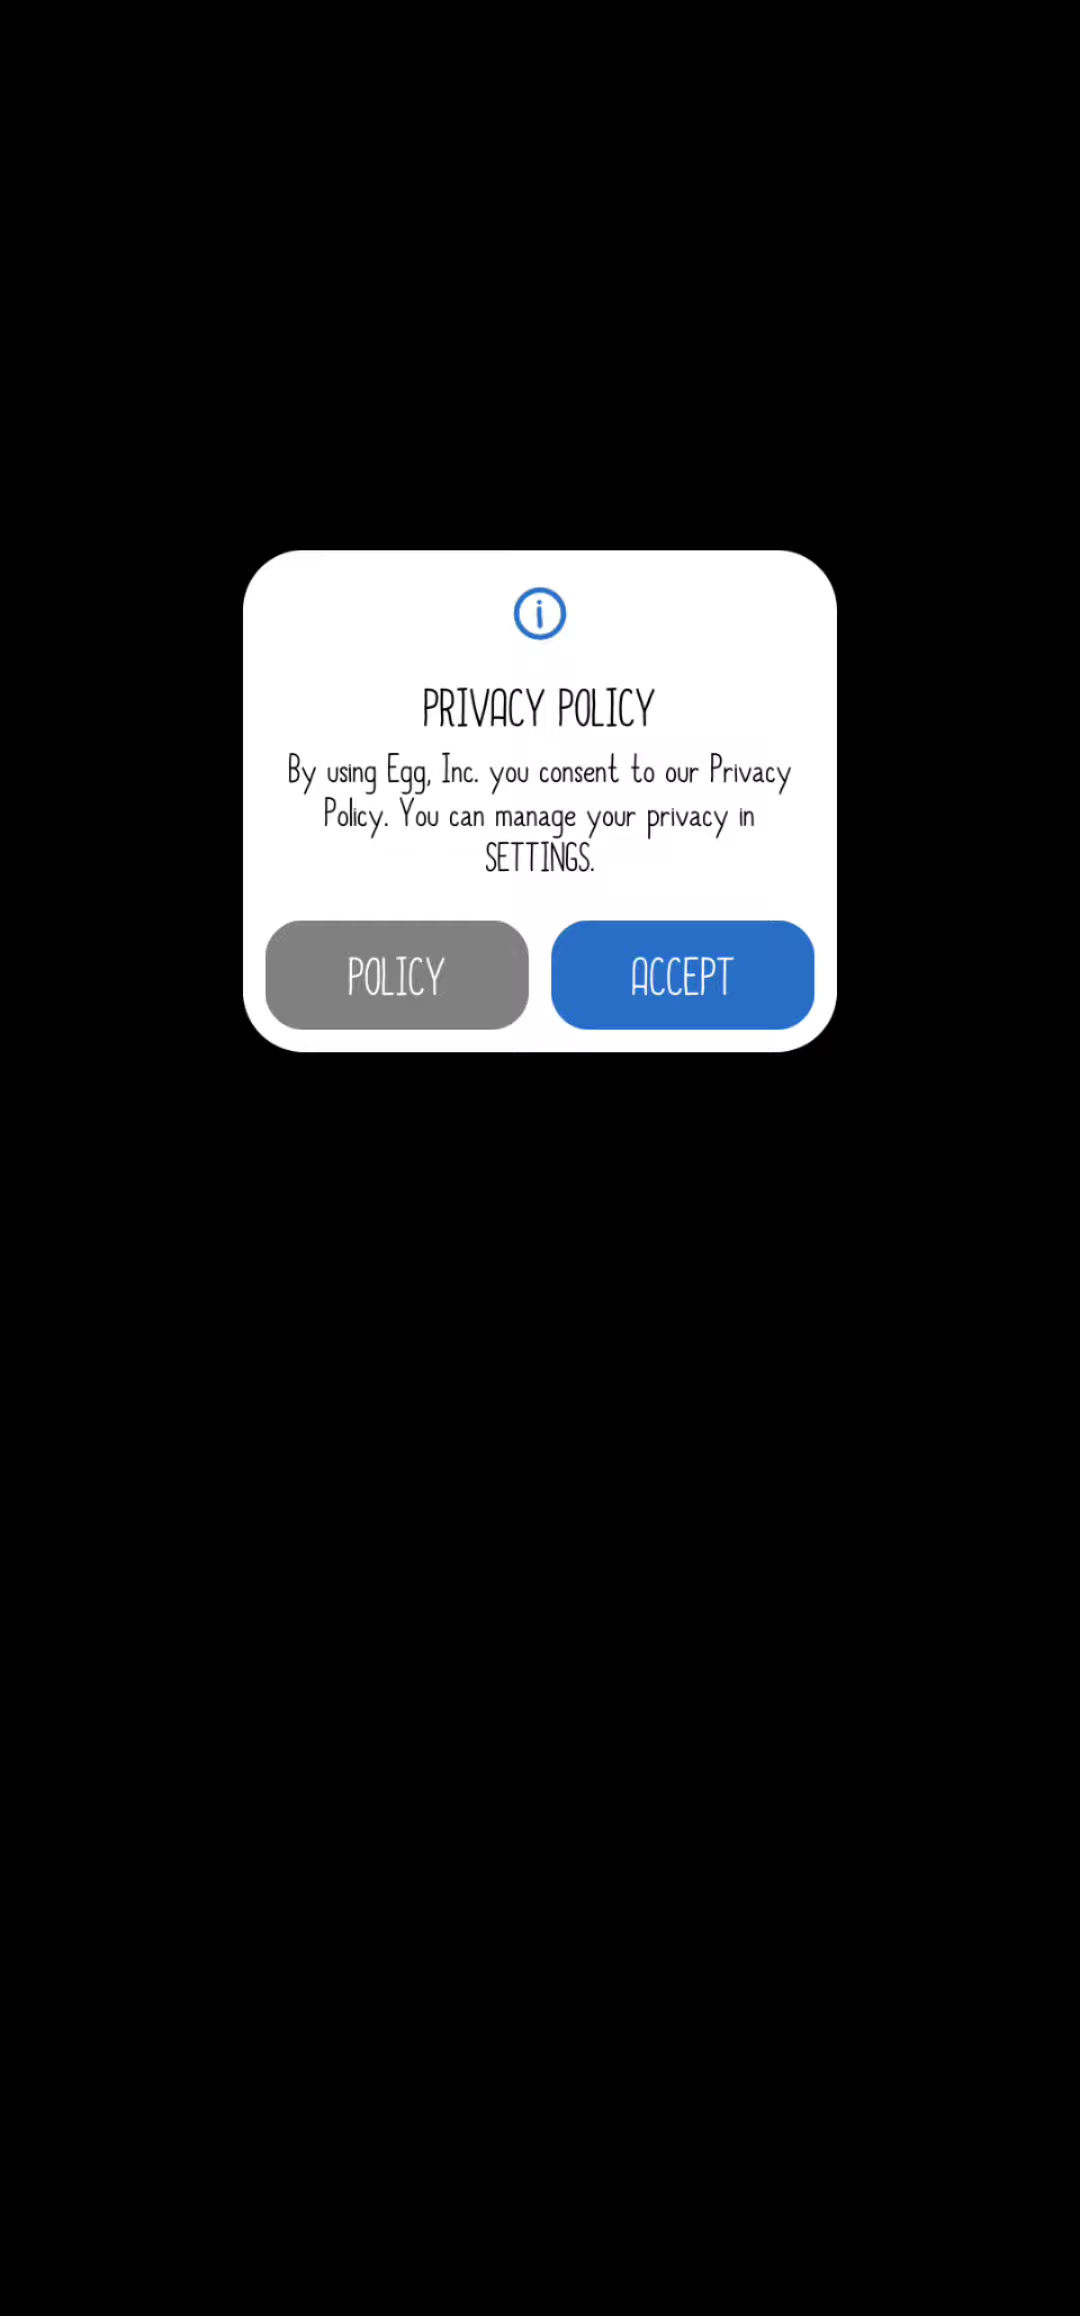 PRIVACY POLICY
By using Egg, Inc. you consent to our Privacy
Policy. You can manage your privacy in
SETTINGS.
POLICY
ACCEPT